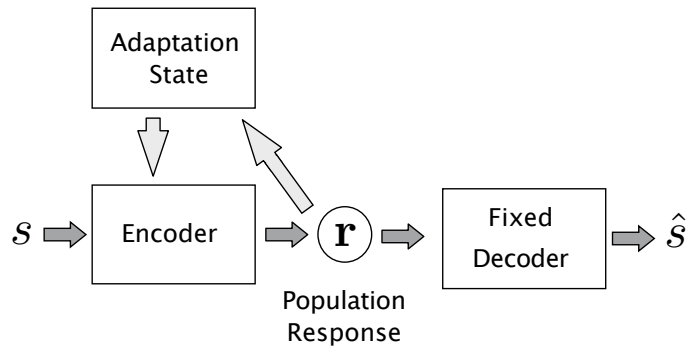 Adaptation
State
s
Encoder
r
Fixed
Decoder
ŝ
Population
Response